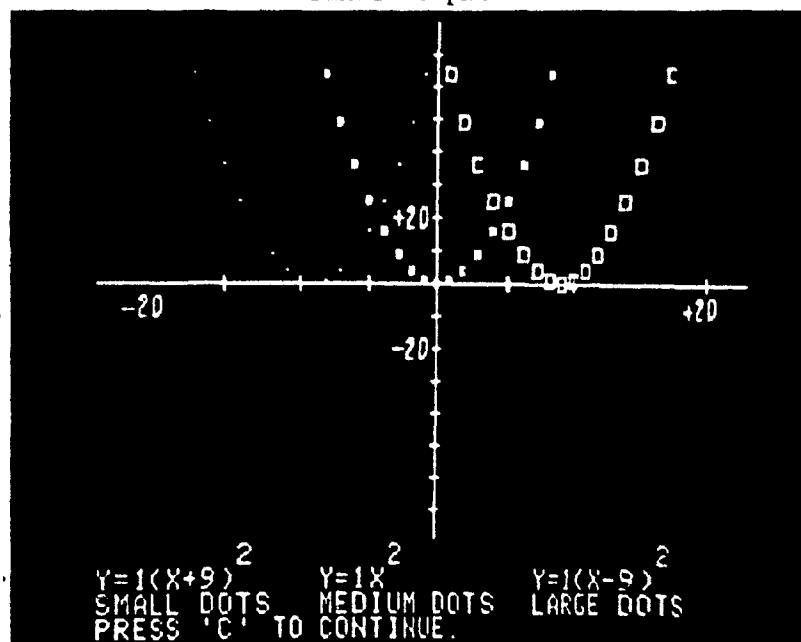 +20
-20
+20
-20
2 2 2
Y=1(X+9) Y=1X Y=1(X-9)
SMALL DOTS MEDIUM DOTS LARGE DOTS
PRESS 'C' TO CONTINUE.